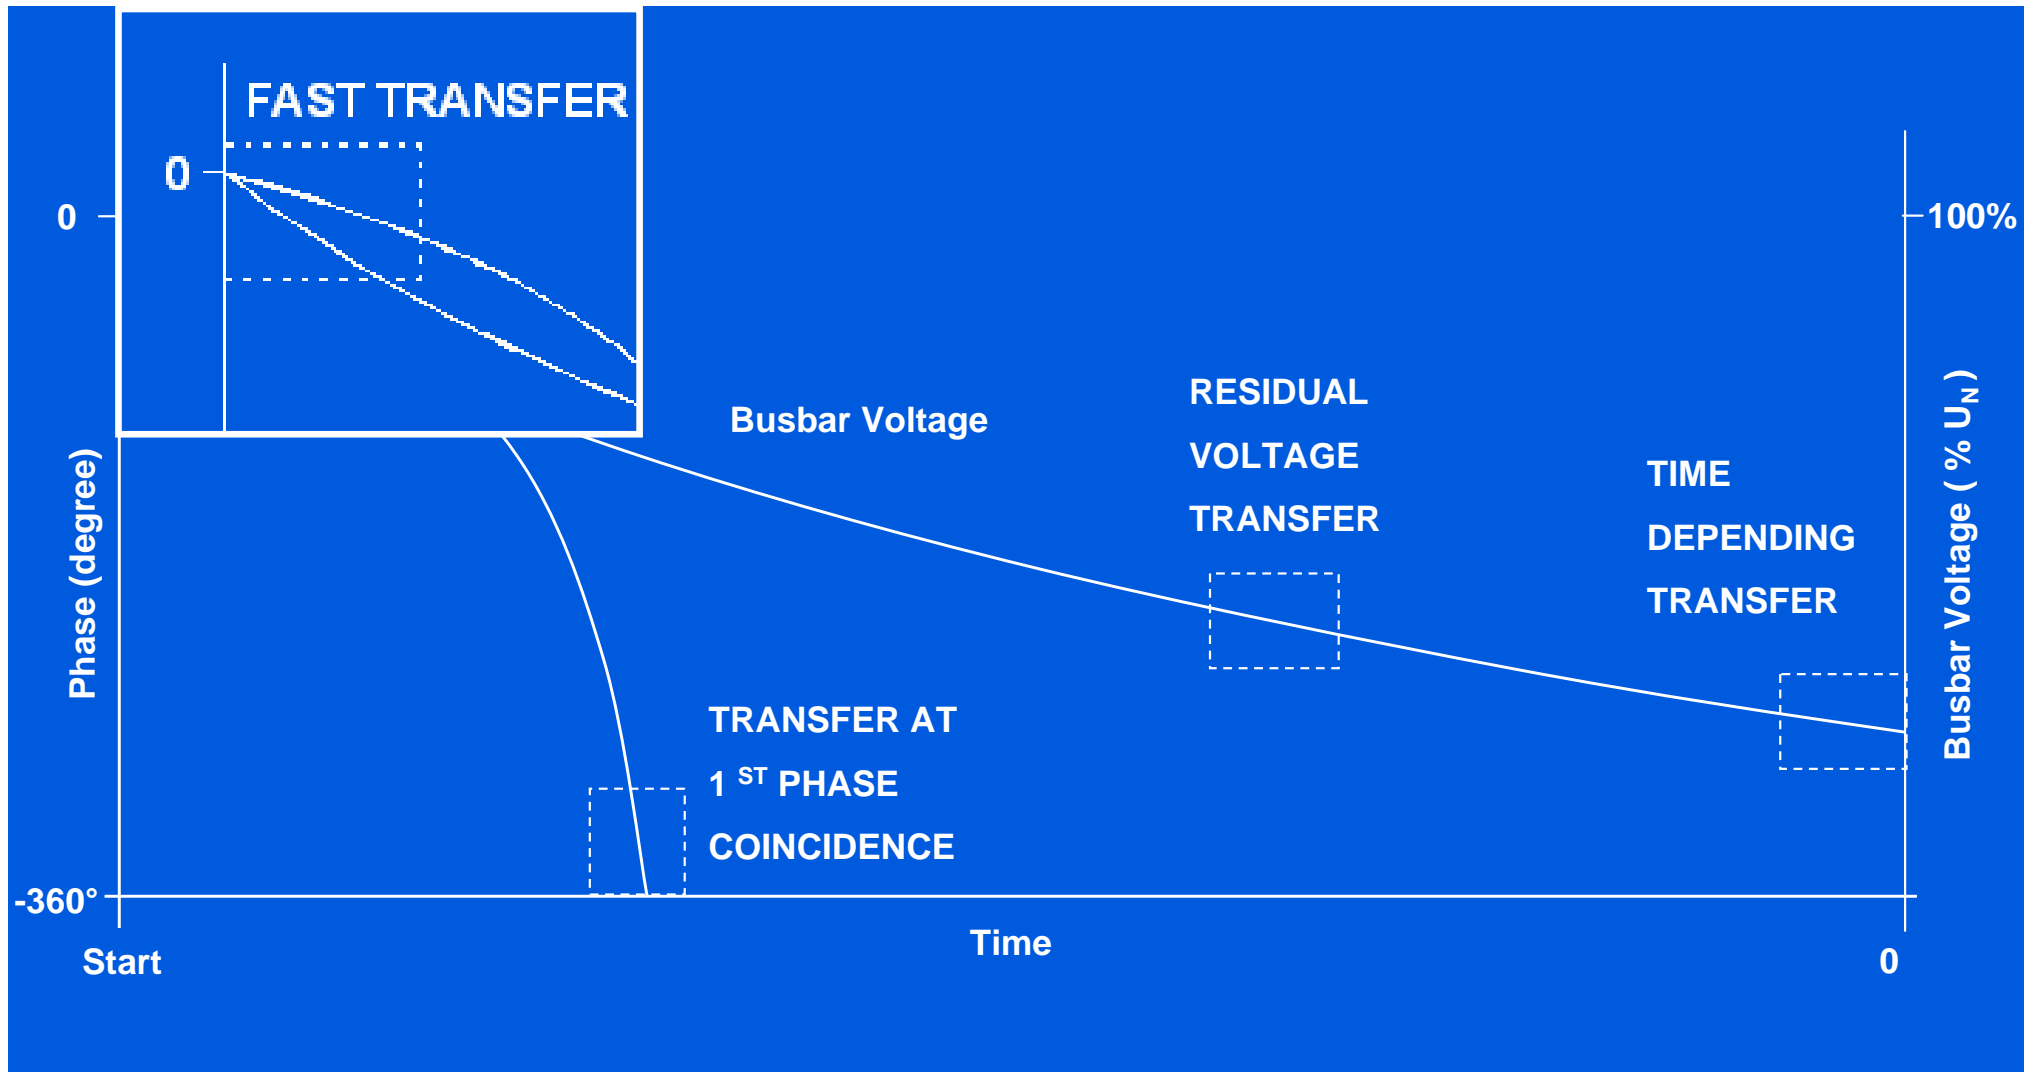 FAST TRANSFER
0
0
100%
Busbar Voltage
RESIDUAL
VOLTAGE
TRANSFER
TIME
DEPENDING
TRANSFER
Phase (degree)
Busbar Voltage ( % UN)
TRANSFER AT
1 ST PHASE
COINCIDENCE
-360°
Start
Time
0